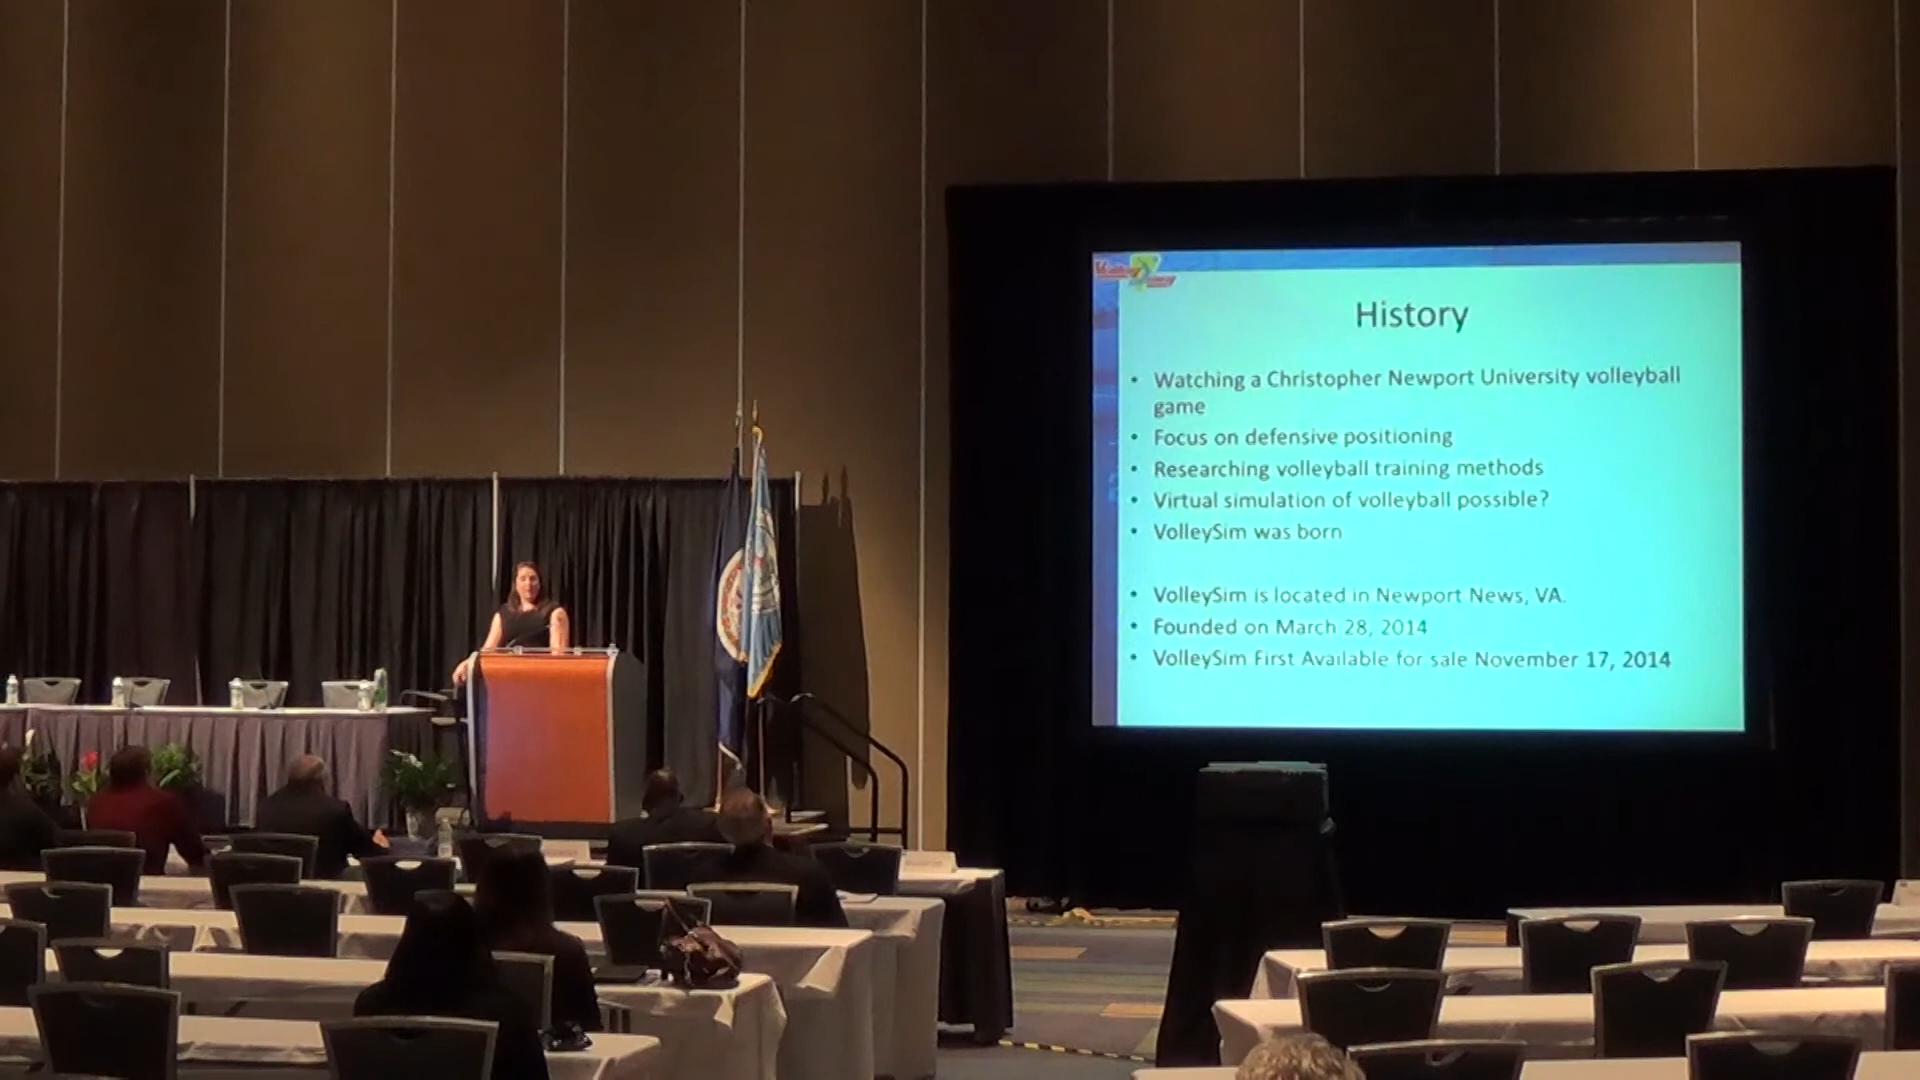 History
• Watching a Christopher Newport University volleyball
game
• Focus on defensive positioning
• Researching volleyball training methods
• Virtual simulation of volleyball possible?
• VolleySim was born
• VolleySim is located in Newport News, VA.
• Founded on March 28, 2014
• VolleySim First Available for sale November 17, 2014